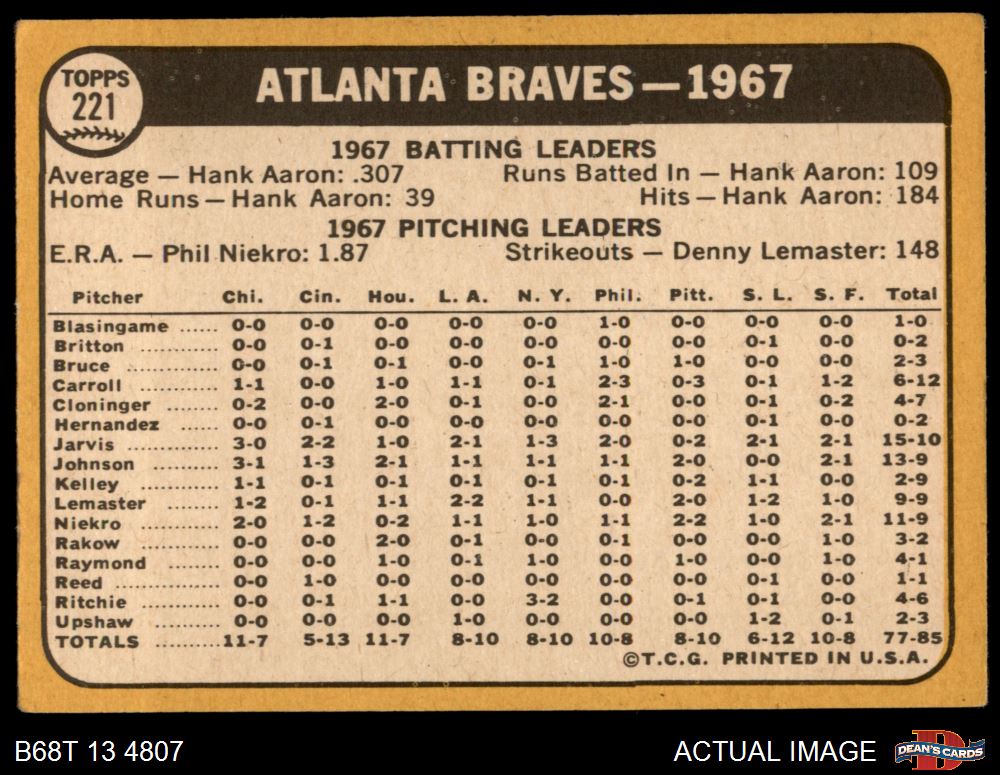 TOPPS
221
ATLANTA BRAVES—1967
1967 BATTING LEADERS
Average — Hank Aaron: .307 Runs Batted In — Hank Aaron: 109
Home Runs — Hank Aaron: 39 Hits — Hank Aaron: 184
1967 PITCHING LEADERS
E.R.A. — Phil Niekro: 1.87 Strikeouts — Denny Lemaster: 148
Pitcher Chi. Cin. Hou. L. A. N. Y. Phil. Pitt. S. L. S. F. Total
Blasingame ...... 0-0 0-0 0-0 0-0 0-0 1-0 0-0 0-0 0-0 1-0
Britton ............ 0-0 0-1 0-0 0-0 0-0 0-0 0-0 0-1 0-0 0-2
Bruce .............. 0-0 0-1 0-1 0-0 0-1 1-0 1-0 0-0 0-0 2-3
Carroll ............ 1-1 0-0 1-0 1-1 0-1 2-3 0-3 0-1 1-2 6-12
Cloninger ........ 0-2 0-0 2-0 0-1 0-0 2-1 0-0 0-1 0-2 4-7
Hernandez ...... 0-0 0-1 0-0 0-0 0-0 0-0 0-0 0-1 0-0 0-2
Jarvis .............. 3-0 2-2 1-0 2-1 1-3 2-0 0-2 2-1 2-1 15-10
Johnson .......... 3-1 1-3 2-1 1-1 1-1 1-1 2-0 0-0 2-1 13-9
Kelley .............. 1-1 0-1 0-1 0-1 0-1 0-1 0-2 1-1 0-0 2-9
Lemaster ........ 1-2 0-1 1-1 2-2 1-1 0-0 2-0 1-2 1-0 9-9
Niekro ............ 2-0 1-2 0-2 1-1 1-0 1-1 2-2 1-0 2-1 11-9
Rakow ............ 0-0 0-0 2-0 0-1 0-0 0-1 0-0 0-0 1-0 3-2
Raymond ........ 0-0 0-0 1-0 0-1 1-0 0-0 1-0 0-0 1-0 4-1
Reed ............... 0-0 1-0 0-0 0-0 0-0 0-0 0-0 0-1 0-0 1-1
Ritchie ............ 0-0 0-1 1-1 0-0 3-2 0-0 0-1 0-1 0-0 4-6
Upshaw .......... 0-0 0-0 0-0 1-0 0-0 0-0 0-0 1-2 0-1 2-3
TOTALS .......... 11-7 5-13 11-7 8-10 8-10 10-8 8-10 6-12 10-8 77-85
©T.C.G. PRINTED IN U.S.A.
B68T 13 4807 ACTUAL IMAGE DEAN'S CARDS